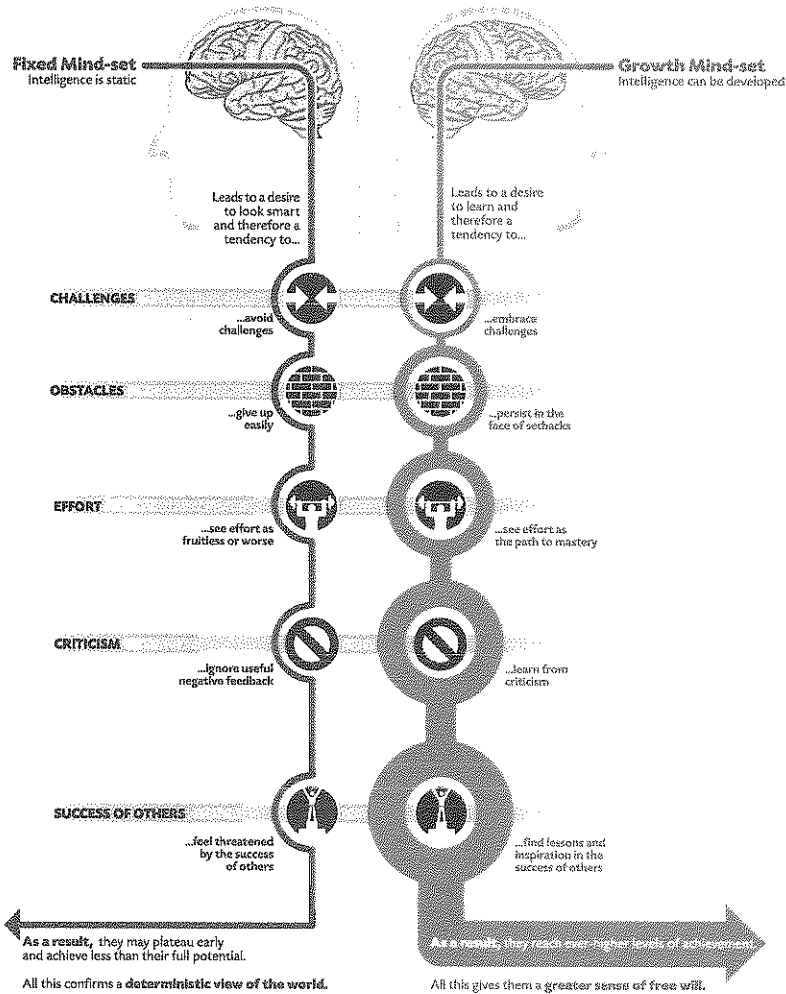 Fixed Mind-set
Intelligence is static
Growth Mind-set
Intelligence can be developed
Leads to a desire
to look smart
and therefore a
tendency to...
Leads to a desire
to learn and
therefore a
tendency to...
CHALLENGES
...avoid
challenges
...embrace
challenges
OBSTACLES
...give up
easily
...persist in the
face of setbacks
EFFORT
...see effort as
fruitless or worse
...see effort as
the path to mastery
CRITICISM
...ignore useful
negative feedback
...learn from
criticism
SUCCESS OF OTHERS
...feel threatened
by the success
of others
...find lessons and
inspiration in the
success of others
As a result, they may plateau early
and achieve less than their full potential.
All this confirms a deterministic view of the world.
As a result, they reach ever-higher levels of achievement.
All this gives them a greater sense of free will.